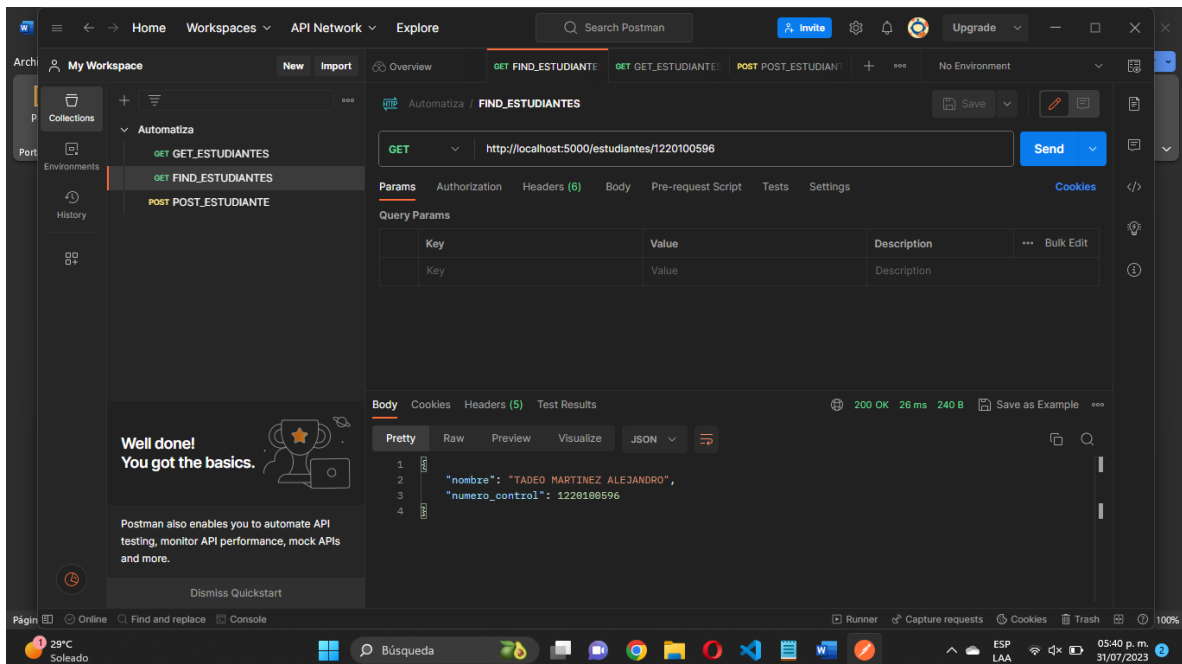 Home Workspaces API Network Explore Search Postman Invite Upgrade
Archi
My Workspace New Import Overview GET FIND_ESTUDIANTE GET GET_ESTUDIANTES POST POST_ESTUDIANT No Environment
Collections
Environments
History
Automatiza
GET GET_ESTUDIANTES
GET FIND_ESTUDIANTES
POST POST_ESTUDIANTE
HTTP Automatiza / FIND_ESTUDIANTES Save
GET http://localhost:5000/estudiantes/1220100596 Send
Params Authorization Headers (6) Body Pre-request Script Tests Settings Cookies
Query Params
Key Value Description Bulk Edit
Key Value Description
Body Cookies Headers (5) Test Results 200 OK 26 ms 240 B Save as Example
Pretty Raw Preview Visualize JSON
1 {
2 "nombre": "TADEO MARTINEZ ALEJANDRO",
3 "numero_control": 1220100596
4 }
Well done!
You got the basics.
Postman also enables you to automate API
testing, monitor API performance, mock APIs
and more.
Dismiss Quickstart
Págin Online Find and replace Console Runner Capture requests Cookies Trash 100%
1 29°C
Soleado
Búsqueda
ESP
LAA
05:40 p. m.
31/07/2023
2